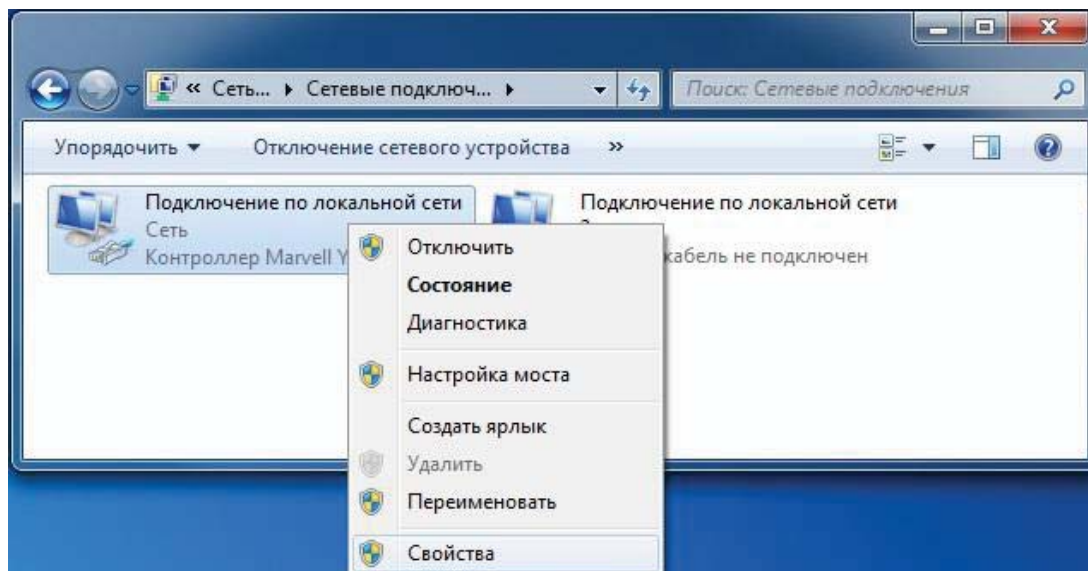 « Сеть... ▸ Сетевые подключ... ▸
Поиск: Сетевые подключения
Упорядочить ▾ Отключение сетевого устройства »
Подключение по локальной сети
Сеть
Контроллер Marvell Y
Подключение по локальной сети
кабель не подключен
Отключить
Состояние
Диагностика
Настройка моста
Создать ярлык
Удалить
Переименовать
Свойства